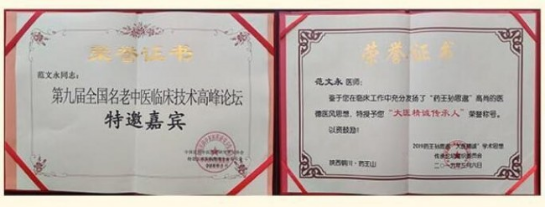 荣誉证书
范文永同志：
第九届全国名老中医临床技术高峰论坛
特邀嘉宾
荣誉证书
范文永医师：
鉴于您在临床工作中充分发扬了“药王孙思邈”高尚的医
德医风思想，特授予您“大医精诚传承人”荣誉称号。
以资鼓励！
陕西铜川·药王山